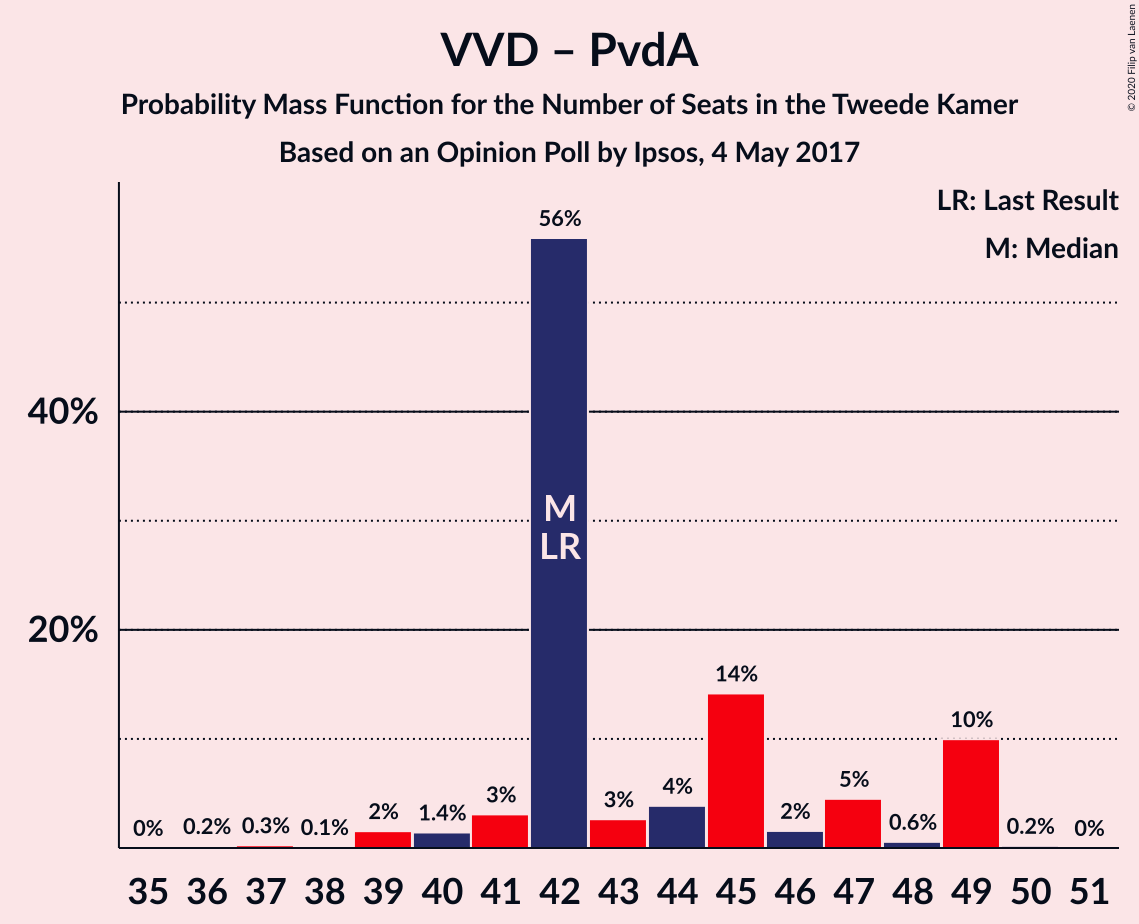 VVD – PvdA
Probability Mass Function for the Number of Seats in the Tweede Kamer
Based on an Opinion Poll by Ipsos, 4 May 2017
© 2020 Filip van Laenen
LR: Last Result
M: Median
56%
40%
M
LR
20%
14%
10%
0% 0.2% 0.3% 0.1% 2% 1.4% 3% 3% 4% 2% 5% 0.6% 0.2% 0%
35 36 37 38 39 40 41 42 43 44 45 46 47 48 49 50 51